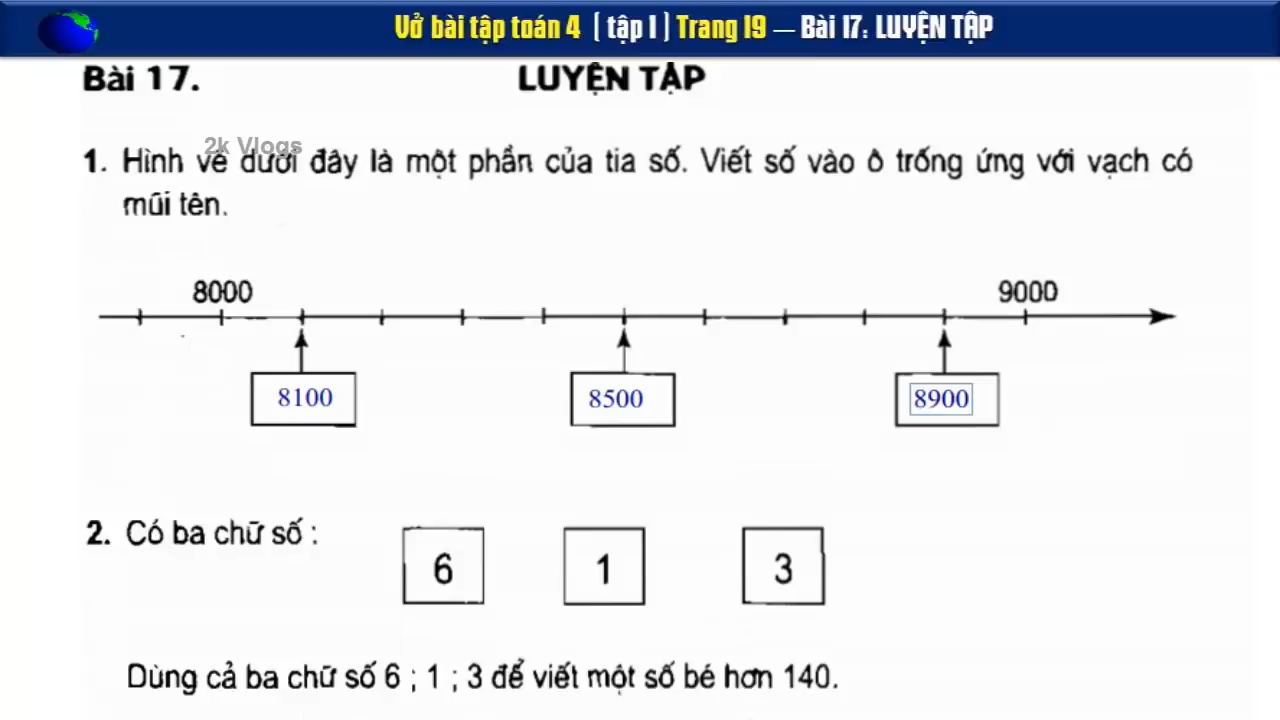 Vở bài tập toán 4 ( tập 1 ) Trang 19 – Bài 17: LUYỆN TẬP
Bài 17. LUYỆN TẬP
2k Vlogs
1. Hình vẽ dưới đây là một phần của tia số. Viết số vào ô trống ứng với vạch có
mũi tên.
8000 9000
8100 8500 8900
2. Có ba chữ số :
6 1 3
Dùng cả ba chữ số 6 ; 1 ; 3 để viết một số bé hơn 140.